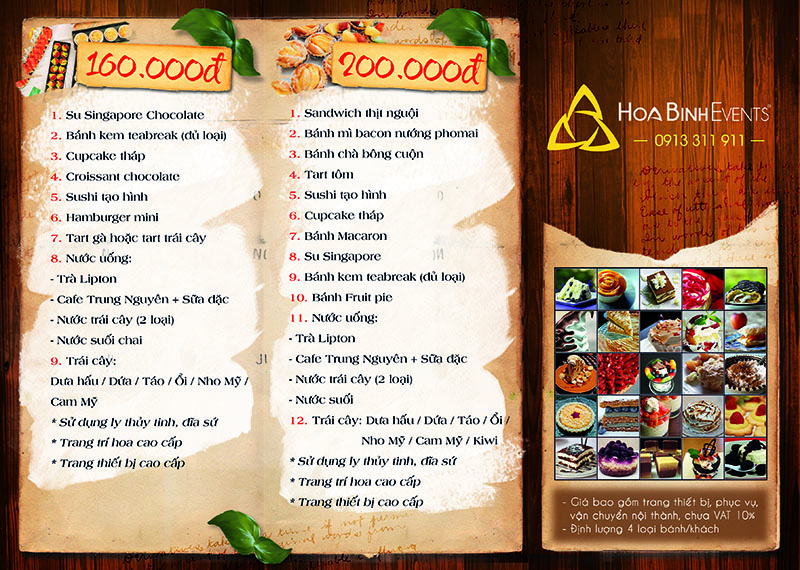 160.000đ
1. Su Singapore Chocolate
2. Bánh kem teabreak (đủ loại)
3. Cupcake tháp
4. Croissant chocolate
5. Sushi tạo hình
6. Hamburger mini
7. Tart gà hoặc tart trái cây
8. Nước uống:
- Trà Lipton
- Cafe Trung Nguyên + Sữa đặc
- Nước trái cây (2 loại)
- Nước suối chai
9. Trái cây:
Dưa hấu / Dứa / Táo / Ổi / Nho Mỹ /
Cam Mỹ
* Sử dụng ly thủy tinh, đĩa sứ
* Trang trí hoa cao cấp
* Trang thiết bị cao cấp
200.000đ
1. Sandwich thịt nguội
2. Bánh mì bacon nướng phomai
3. Bánh chà bông cuộn
4. Tart tôm
5. Sushi tạo hình
6. Cupcake tháp
7. Bánh Macaron
8. Su Singapore
9. Bánh kem teabreak (đủ loại)
10. Bánh Fruit pie
11. Nước uống:
- Trà Lipton
- Cafe Trung Nguyên + Sữa đặc
- Nước trái cây (2 loại)
- Nước suối
12. Trái cây: Dưa hấu / Dứa / Táo / Ổi /
Nho Mỹ / Cam Mỹ / Kiwi
* Sử dụng ly thủy tinh, đĩa sứ
* Trang trí hoa cao cấp
* Trang thiết bị cao cấp
HOA BINH EVENTS
— 0913 311 911 —
- Giá bao gồm trang thiết bị, phục vụ,
vận chuyển nội thành, chưa VAT 10%
- Định lượng 4 loại bánh/khách